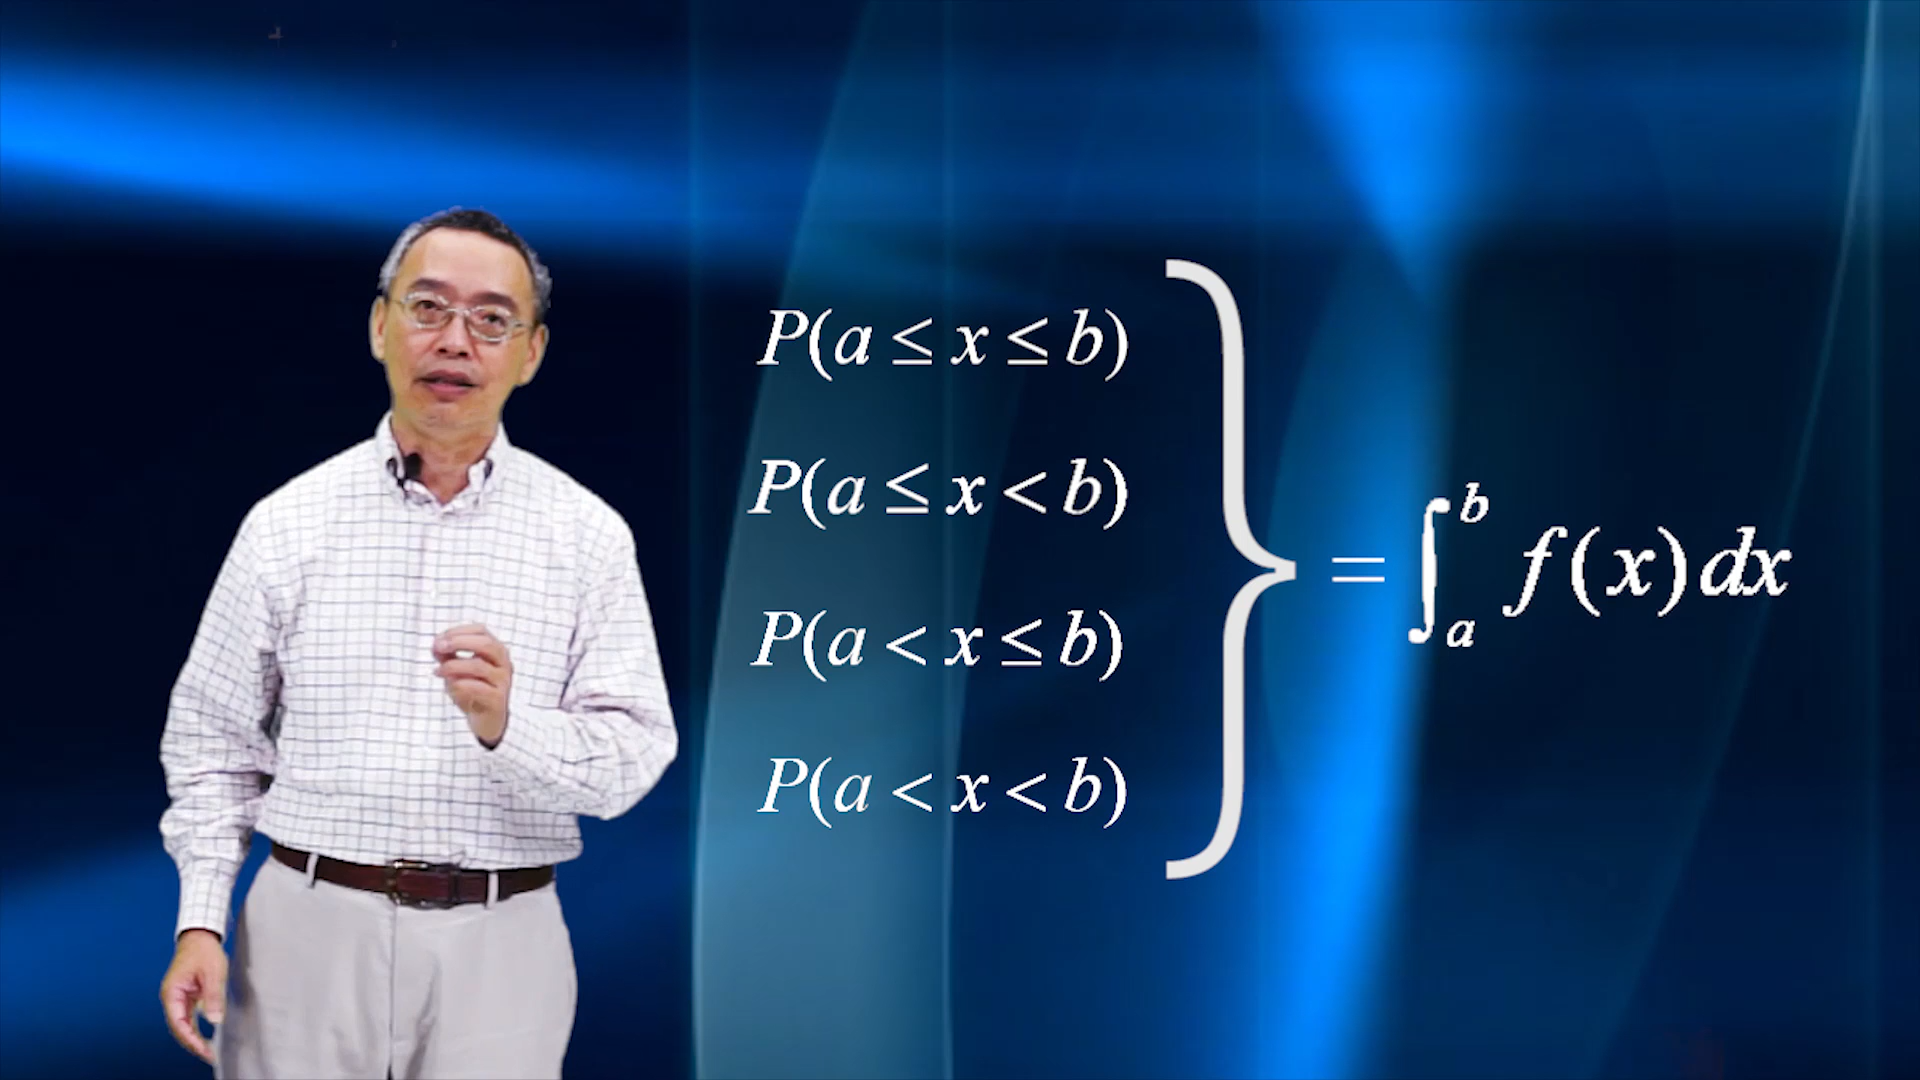 P(a ≤ x ≤ b)
P(a ≤ x < b)
P(a < x ≤ b)
P(a < x < b)
} = ∫_a^b f(x) dx